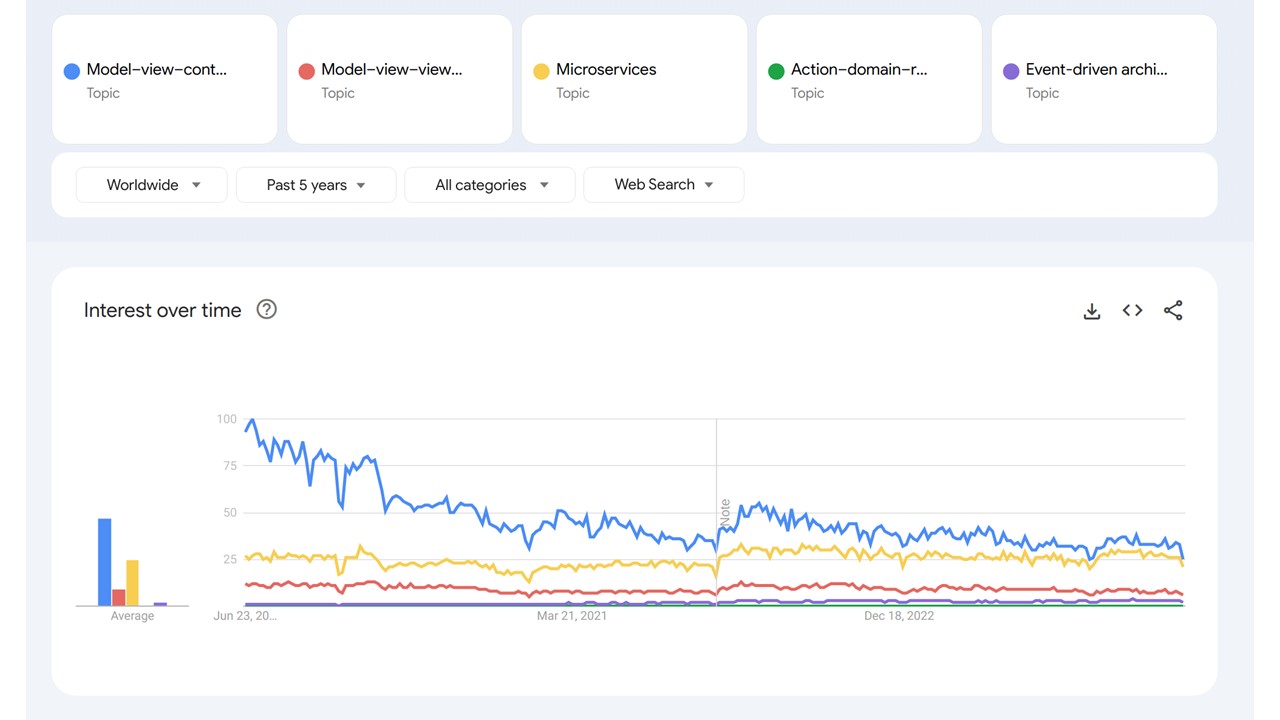 Model-view-cont...
Topic
Model-view-view...
Topic
Microservices
Topic
Action-domain-r...
Topic
Event-driven archi...
Topic
Worldwide
Past 5 years
All categories
Web Search
Interest over time
?
100
75
50
25
Note
Average
Jun 23, 20...
Mar 21, 2021
Dec 18, 2022